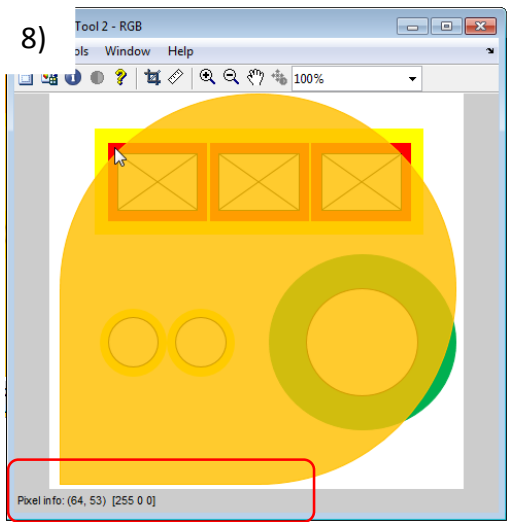 8)
Tool 2 - RGB
ols Window Help
100%
Pixel info: (64, 53) [255 0 0]